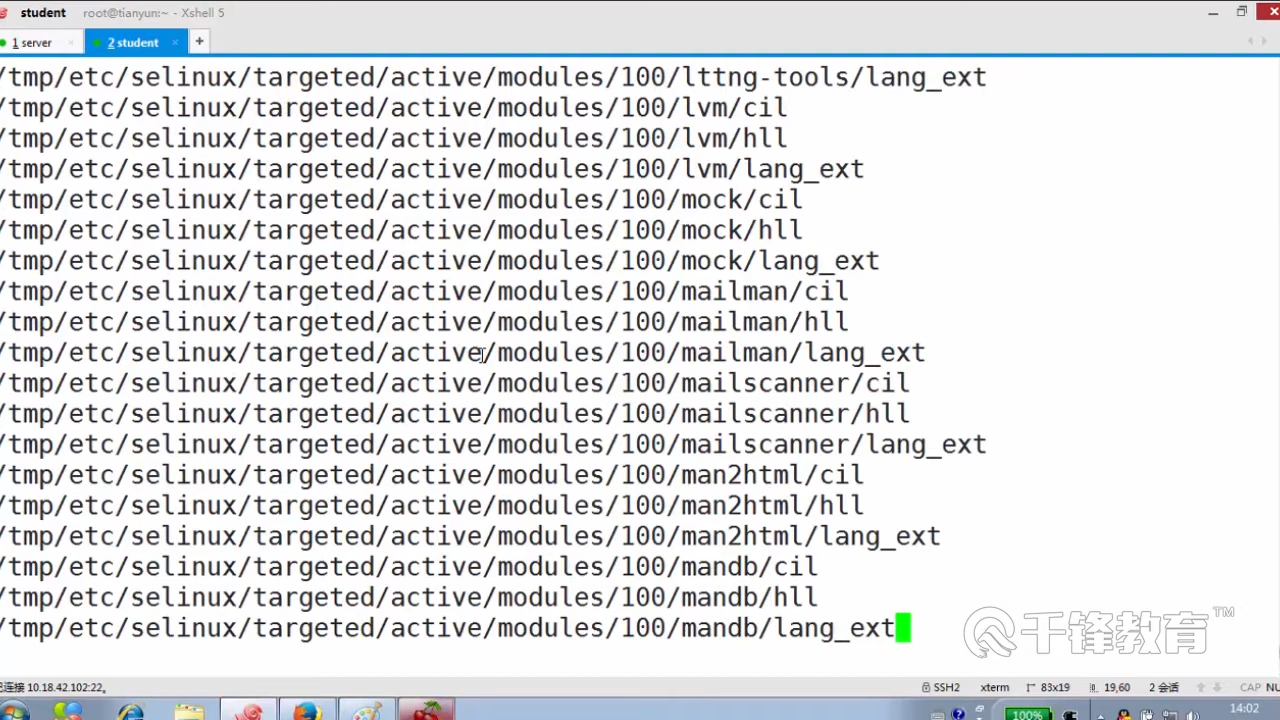 student root@tianyun:~ - Xshell 5
1 server
2 student
/tmp/etc/selinux/targeted/active/modules/100/lttng-tools/lang_ext
/tmp/etc/selinux/targeted/active/modules/100/lvm/cil
/tmp/etc/selinux/targeted/active/modules/100/lvm/hll
/tmp/etc/selinux/targeted/active/modules/100/lvm/lang_ext
/tmp/etc/selinux/targeted/active/modules/100/mock/cil
/tmp/etc/selinux/targeted/active/modules/100/mock/hll
/tmp/etc/selinux/targeted/active/modules/100/mock/lang_ext
/tmp/etc/selinux/targeted/active/modules/100/mailman/cil
/tmp/etc/selinux/targeted/active/modules/100/mailman/hll
/tmp/etc/selinux/targeted/active/modules/100/mailman/lang_ext
/tmp/etc/selinux/targeted/active/modules/100/mailscanner/cil
/tmp/etc/selinux/targeted/active/modules/100/mailscanner/hll
/tmp/etc/selinux/targeted/active/modules/100/mailscanner/lang_ext
/tmp/etc/selinux/targeted/active/modules/100/man2html/cil
/tmp/etc/selinux/targeted/active/modules/100/man2html/hll
/tmp/etc/selinux/targeted/active/modules/100/man2html/lang_ext
/tmp/etc/selinux/targeted/active/modules/100/mandb/cil
/tmp/etc/selinux/targeted/active/modules/100/mandb/hll
/tmp/etc/selinux/targeted/active/modules/100/mandb/lang_ext
千锋教育™
已连接 10.18.42.102:22。 SSH2 xterm 83x19 19,60 2 会话 CAP NU
100% 14:02